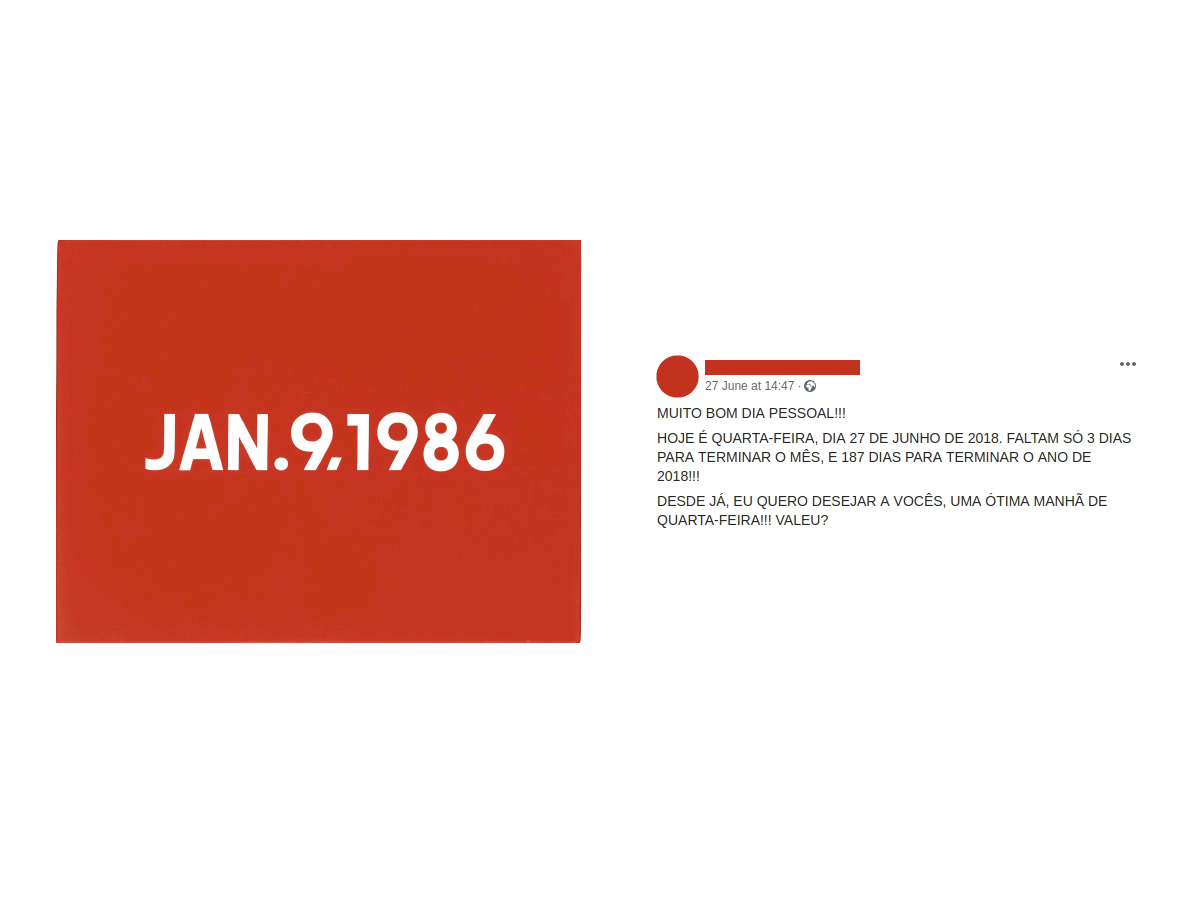 JAN.9,1986
27 June at 14:47 ·
MUITO BOM DIA PESSOAL!!!
HOJE É QUARTA-FEIRA, DIA 27 DE JUNHO DE 2018. FALTAM SÓ 3 DIAS
PARA TERMINAR O MÊS, E 187 DIAS PARA TERMINAR O ANO DE
2018!!!
DESDE JÁ, EU QUERO DESEJAR A VOCÊS, UMA ÓTIMA MANHÃ DE
QUARTA-FEIRA!!! VALEU?